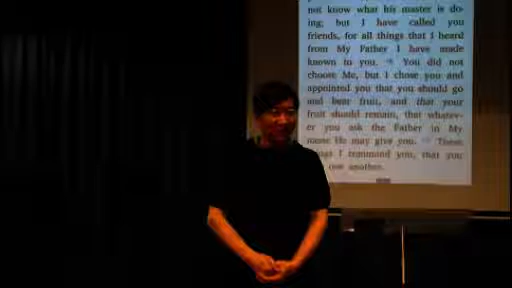 not know what his master is do-
ing; but I have called you
friends, for all things that I heard
from My Father I have made
known to you. You did not
choose Me, but I chose you and
appointed you that you should go
and bear fruit, and that your
fruit should remain, that whatev-
er you ask the Father in My
name He may give you. These
I command you, that you
one another.